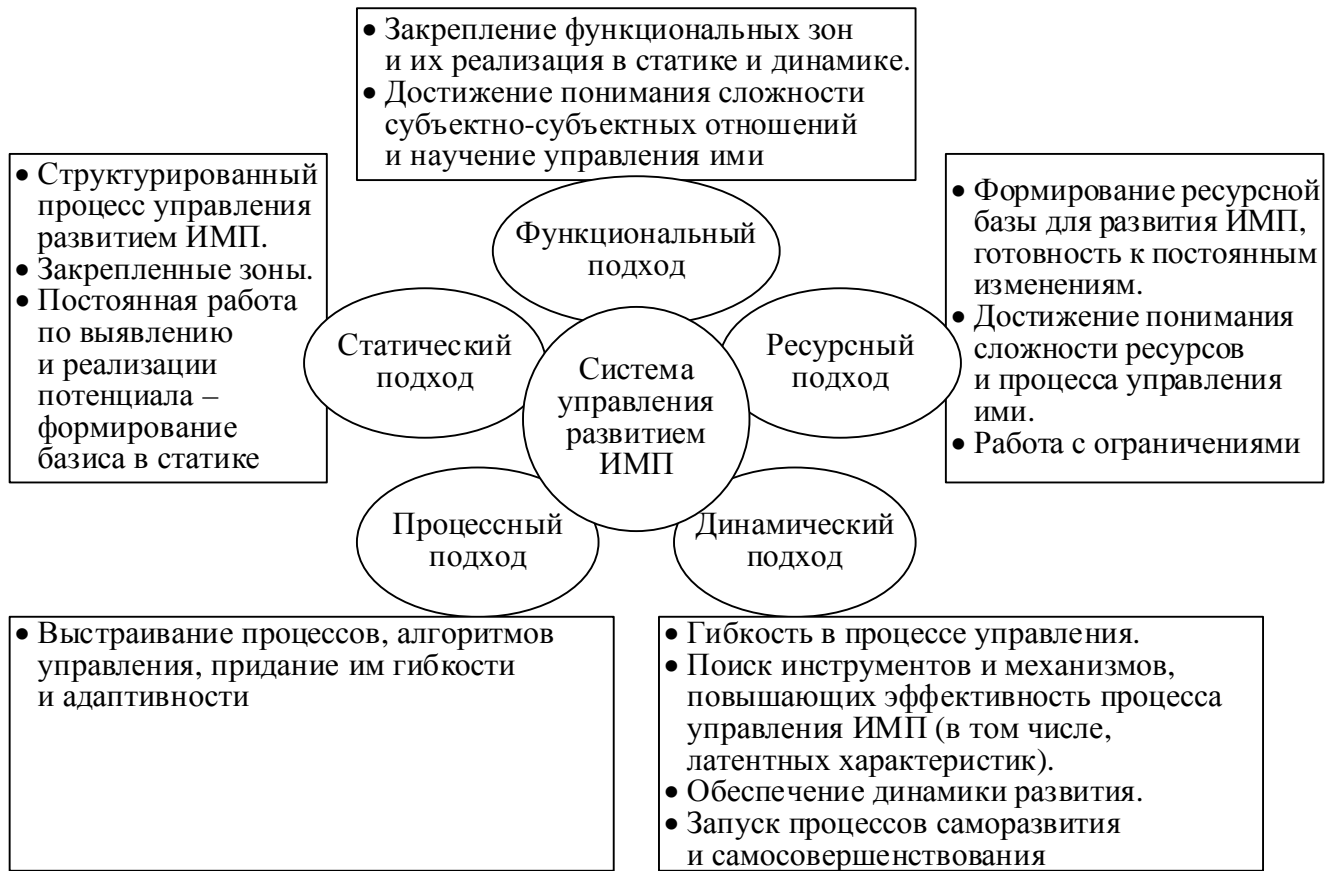 • Закрепление функциональных зон
и их реализация в статике и динамике.
• Достижение понимания сложности
субъектно-субъектных отношений
и научение управления ими
• Структурированный
процесс управления
развитием ИМП.
• Закрепленные зоны.
• Постоянная работа
по выявлению
и реализации
потенциала –
формирование
базиса в статике
Функциональный
подход
• Формирование ресурсной
базы для развития ИМП,
готовность к постоянным
изменениям.
• Достижение понимания
сложности ресурсов
и процесса управления
ими.
• Работа с ограничениями
Статический
подход
Система
управления
развитием
ИМП
Ресурсный
подход
Процессный
подход
Динамический
подход
• Выстраивание процессов, алгоритмов
управления, придание им гибкости
и адаптивности
• Гибкость в процессе управления.
• Поиск инструментов и механизмов,
повышающих эффективность процесса
управления ИМП (в том числе,
латентных характеристик).
• Обеспечение динамики развития.
• Запуск процессов саморазвития
и самосовершенствования